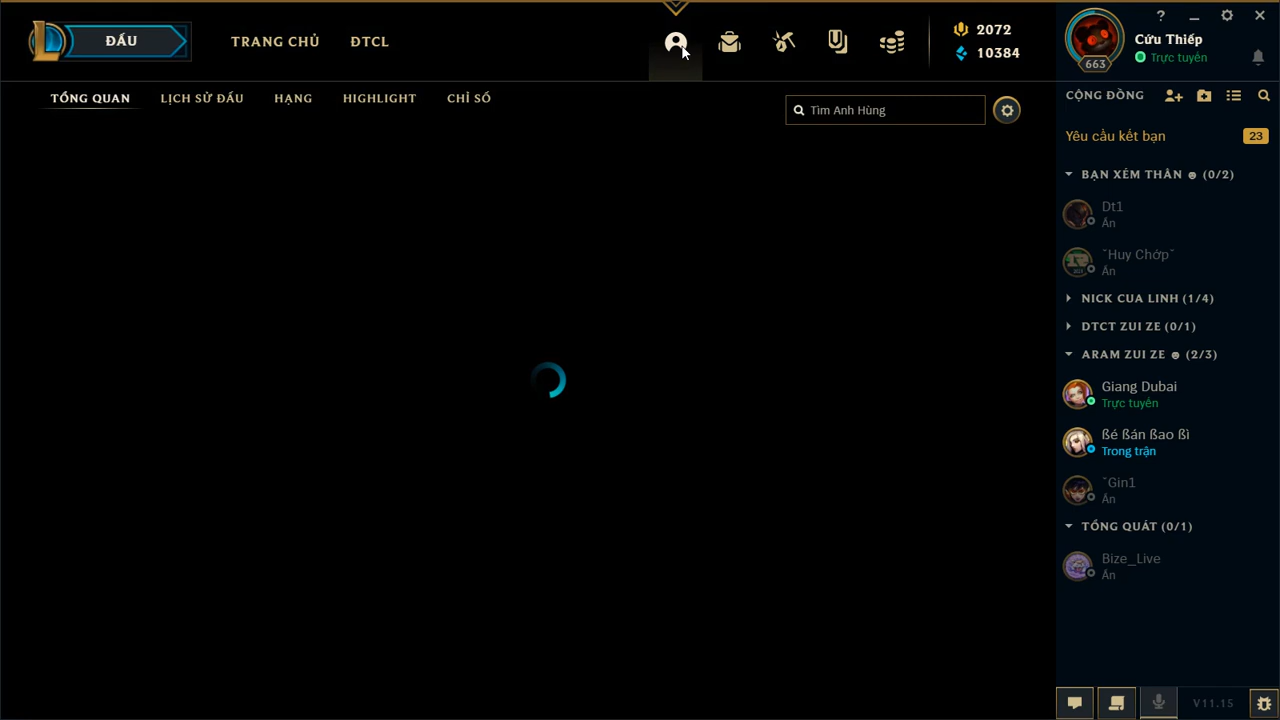 ĐẤU
TRANG CHỦ
ĐTCL
2072
10384
?
Cứu Thiếp
663
Trực tuyến
TỔNG QUAN
LỊCH SỬ ĐẤU
HẠNG
HIGHLIGHT
CHỈ SỐ
Tìm Anh Hùng
CỘNG ĐỒNG
Yêu cầu kết bạn
23
BẠN XÉM THÂN ☻ (0/2)
Dt1
Ẩn
ˇHuy Chớpˇ
Ẩn
NICK CUA LINH (1/4)
DTCT ZUI ZE (0/1)
ARAM ZUI ZE ☻ (2/3)
Giang Dubai
Trực tuyến
ßé ßán ßao ßì
Trong trận
ˇGin1
Ẩn
TỔNG QUÁT (0/1)
Bize_Live
Ẩn
V11.15